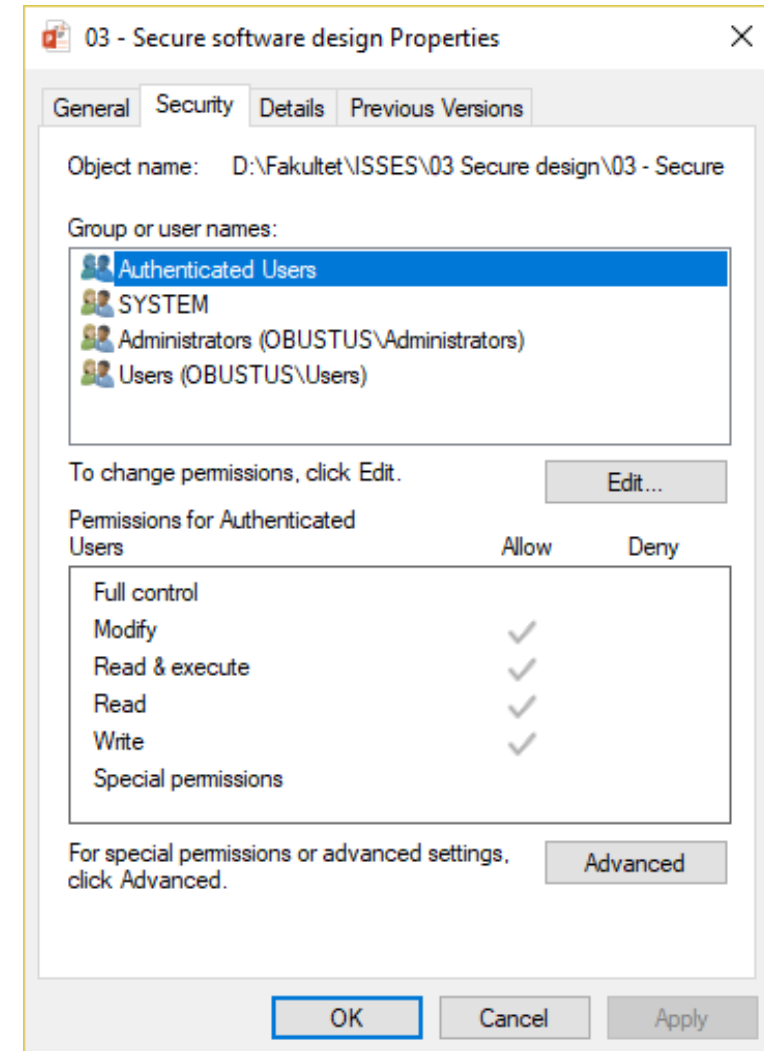 03 - Secure software design Properties
General Security Details Previous Versions
Object name: D:\Fakultet\ISSES\03 Secure design\03 - Secure
Group or user names:
Authenticated Users
SYSTEM
Administrators (OBUSTUS\Administrators)
Users (OBUSTUS\Users)
To change permissions, click Edit.
Edit...
Permissions for Authenticated
Users Allow Deny
Full control
Modify
Read & execute
Read
Write
Special permissions
For special permissions or advanced settings,
click Advanced.
Advanced
OK Cancel Apply